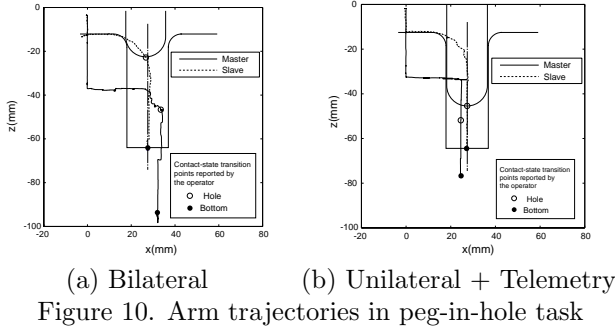 0
-20
-40
-60
-80
-100
-20 0 20 40 60 80
x(mm)
z(mm)
Master
Slave
Contact-state transition
points reported by
the operator
Hole
Bottom
0
-20
-40
-60
-80
-100
-20 0 20 40 60 80
x(mm)
z(mm)
Master
Slave
Contact-state transition
points reported by
the operator
Hole
Bottom
(a) Bilateral (b) Unilateral + Telemetry
Figure 10. Arm trajectories in peg-in-hole task